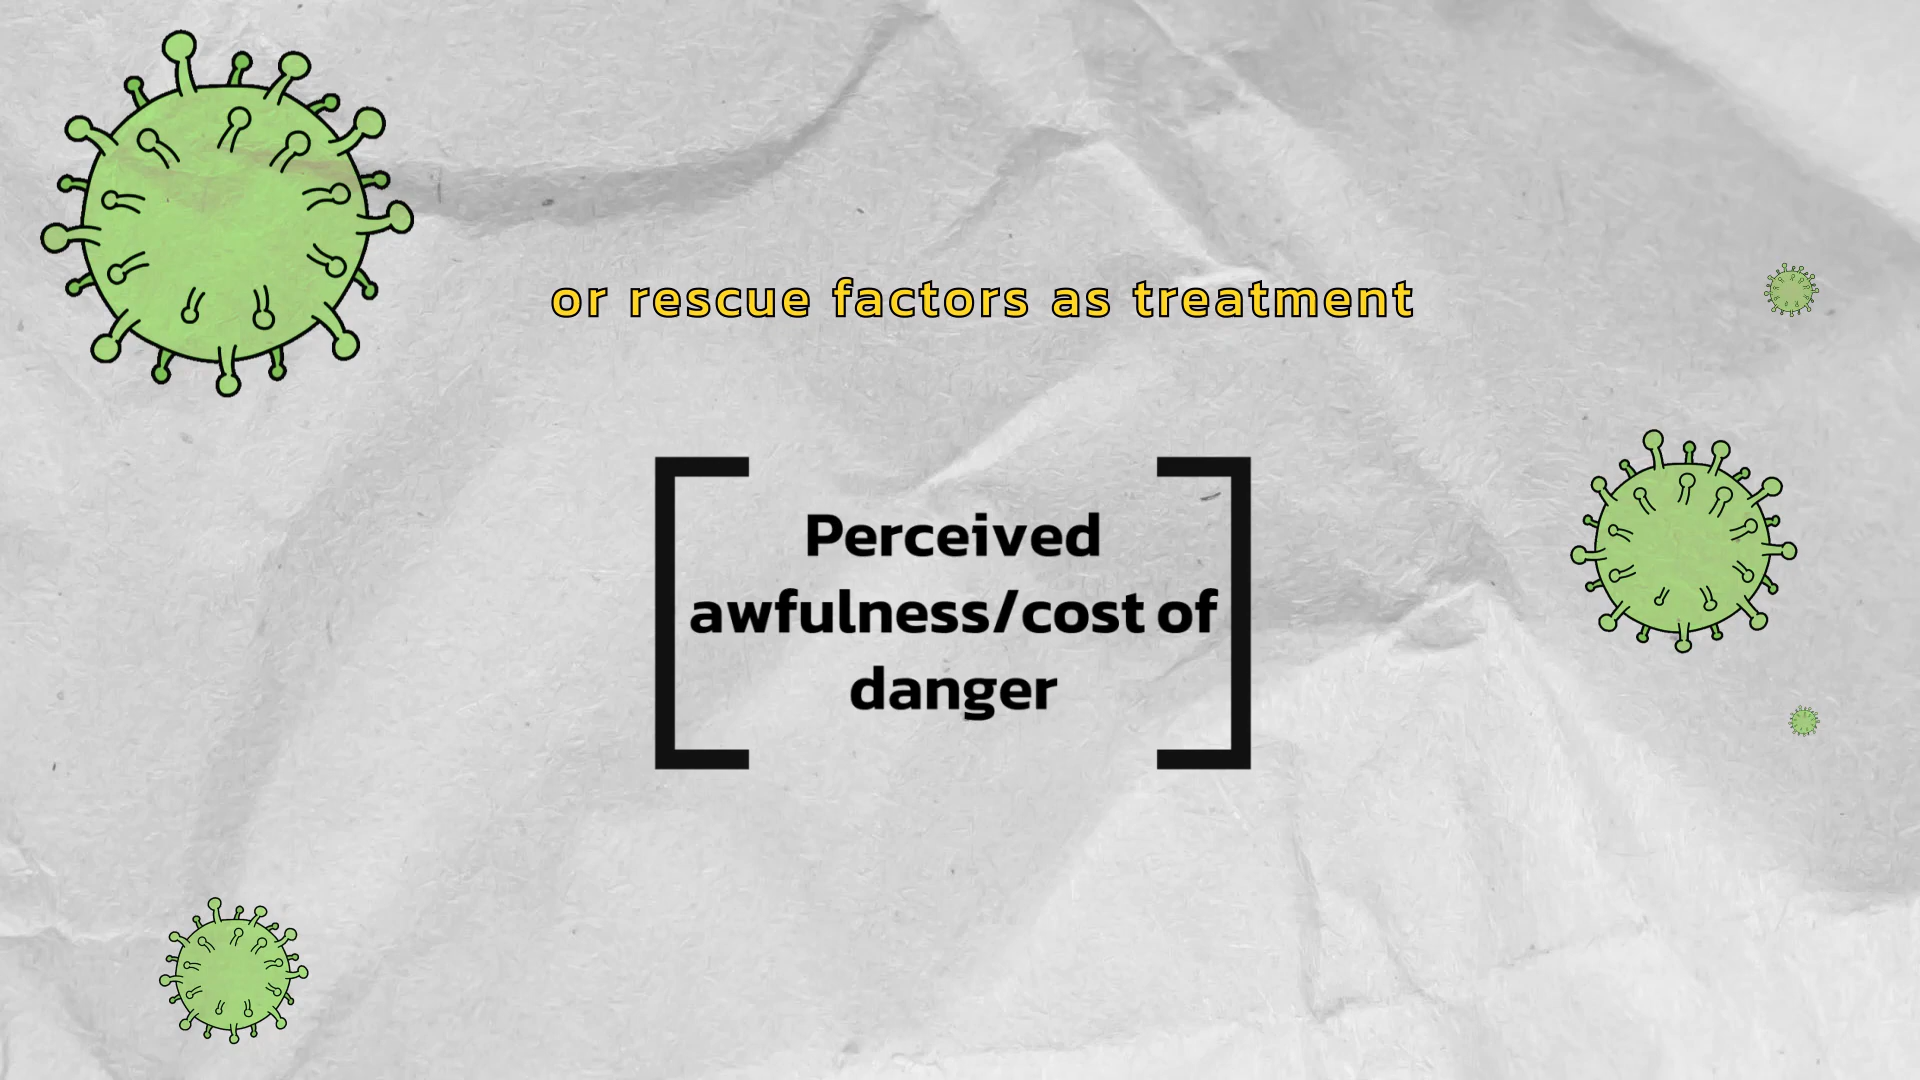 or rescue factors as treatment
Perceived
awfulness/cost of
danger